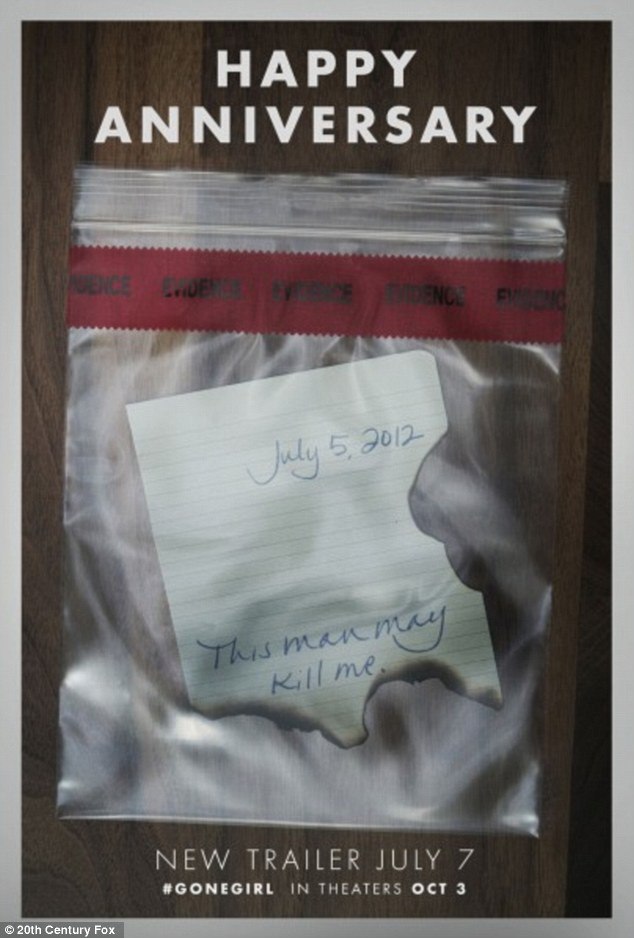 HAPPY
ANNIVERSARY
EVIDENCE EVIDENCE EVIDENCE EVIDENCE EVIDENC
July 5, 2012
This man may
Kill me.
NEW TRAILER JULY 7
#GONEGIRL IN THEATERS OCT 3
© 20th Century Fox